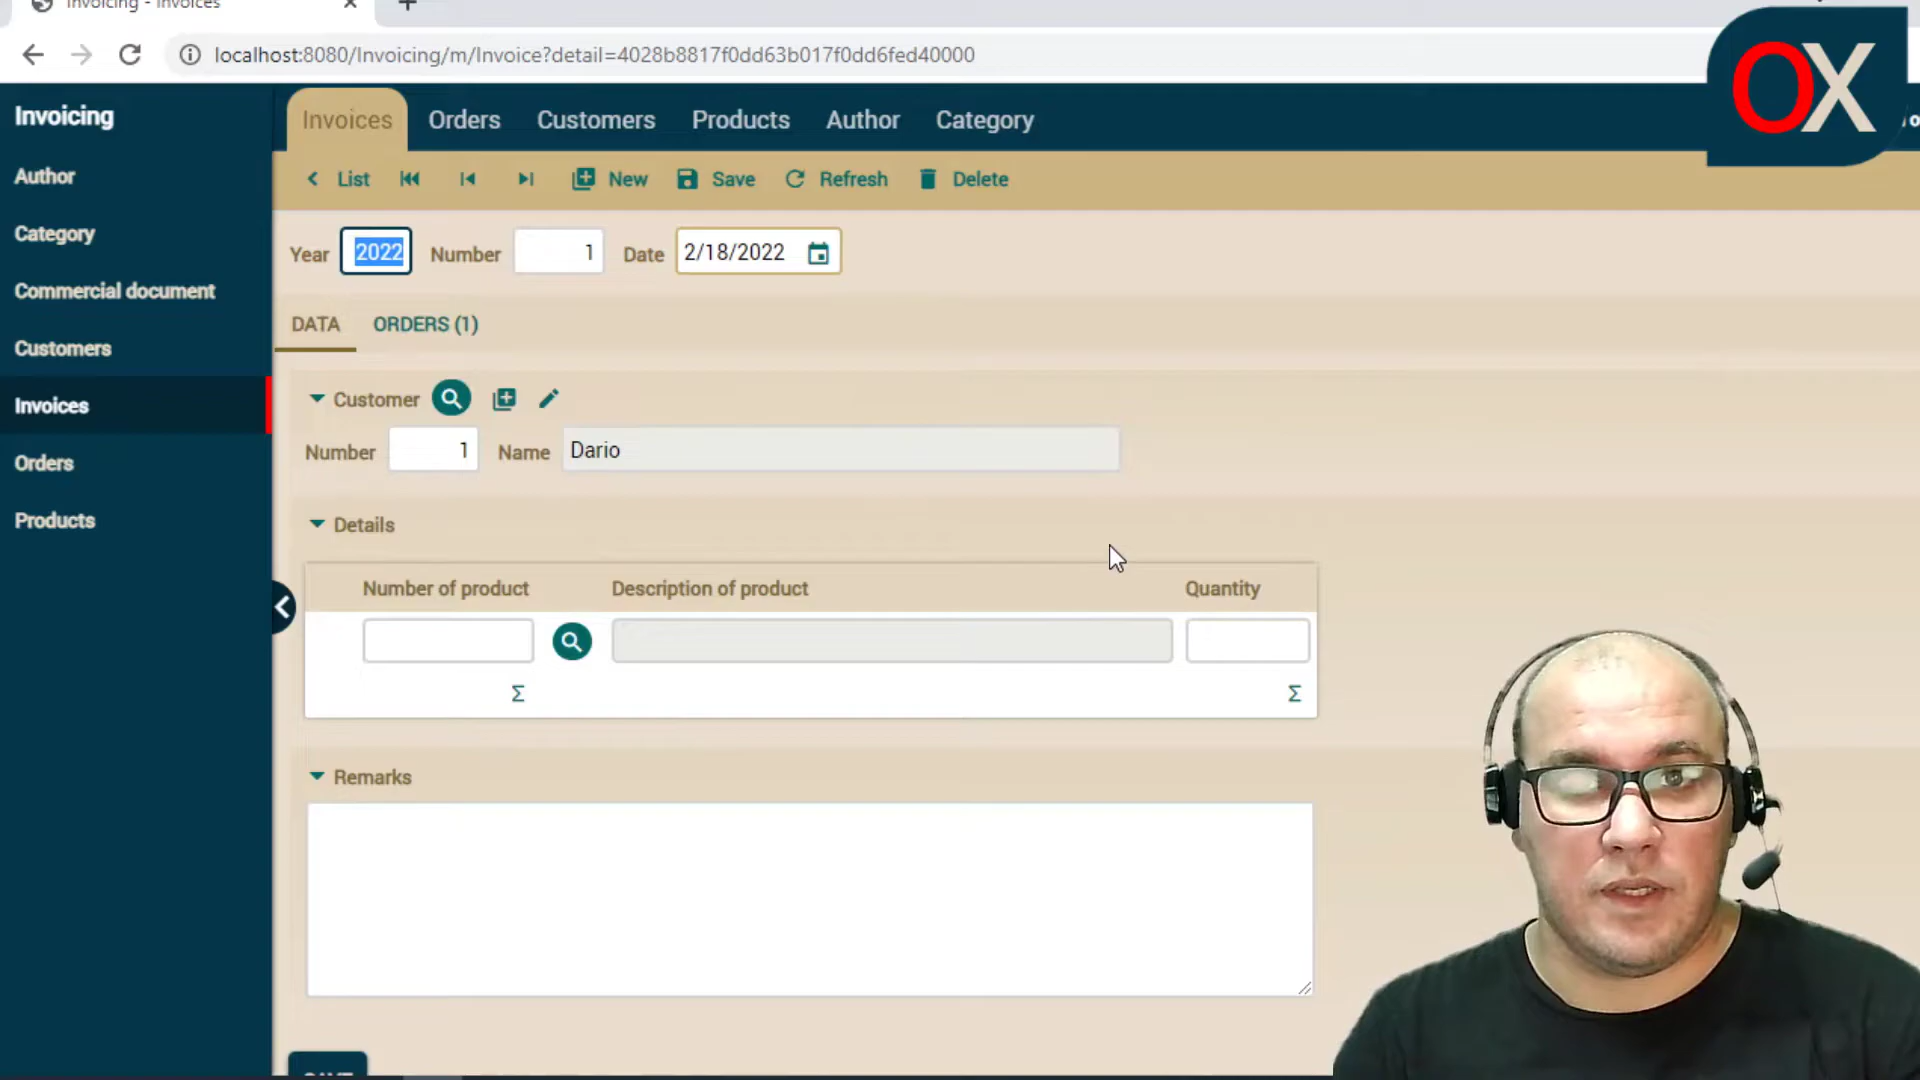 Invoicing - Invoices
localhost:8080/Invoicing/m/Invoice?detail=4028b8817f0dd63b017f0dd6fed40000
OX
Invoicing
Invoices Orders Customers Products Author Category
List New Save Refresh Delete
Author
Category
Commercial document
Customers
Invoices
Orders
Products
Year 2022 Number 1 Date 2/18/2022
DATA ORDERS (1)
Customer
Number 1 Name Dario
Details
Number of product Description of product Quantity
Σ Σ
Remarks
SAVE